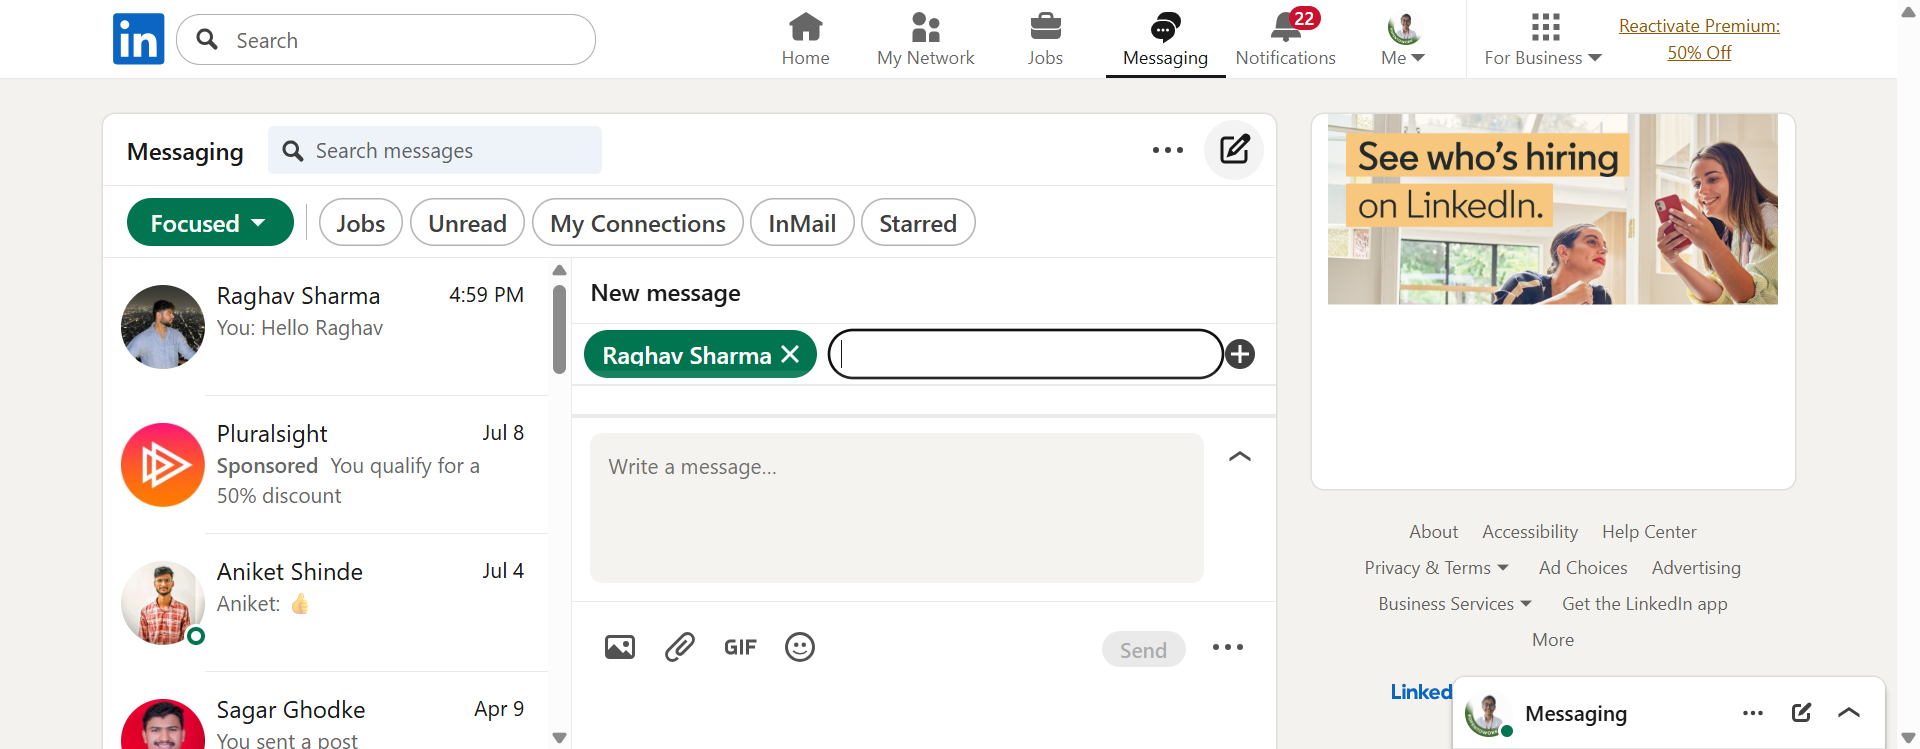 in
Search
Home
My Network
Jobs
Messaging
22
Notifications
Me
For Business
Reactivate Premium:
50% Off
Messaging
Search messages
Focused
Jobs
Unread
My Connections
InMail
Starred
Raghav Sharma
4:59 PM
You: Hello Raghav
Pluralsight
Jul 8
Sponsored You qualify for a
50% discount
Aniket Shinde
Jul 4
Aniket: 👍
Sagar Ghodke
Apr 9
You sent a post
New message
Raghav Sharma
Write a message...
GIF
Send
See who's hiring
on LinkedIn.
About
Accessibility
Help Center
Privacy & Terms
Ad Choices
Advertising
Business Services
Get the LinkedIn app
More
Linked
Messaging